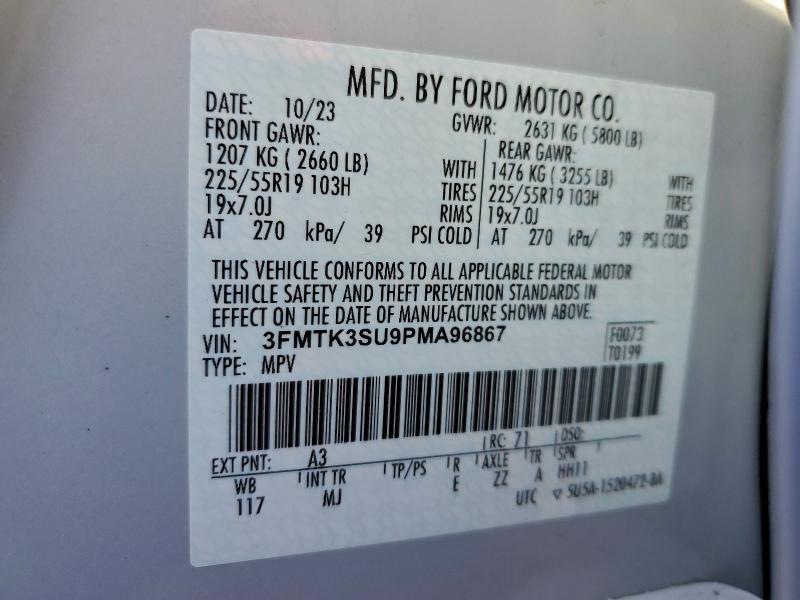 MFD. BY FORD MOTOR CO.
DATE: 10/23 GVWR: 2631 KG ( 5800 LB)
FRONT GAWR: REAR GAWR:
1207 KG ( 2660 LB) WITH 1476 KG ( 3255 LB) WITH
225/55R19 103H TIRES 225/55R19 103H TIRES
19x7.0J RIMS 19x7.0J RIMS
AT 270 kPa/ 39 PSI COLD AT 270 kPa/ 39 PSI COLD
THIS VEHICLE CONFORMS TO ALL APPLICABLE FEDERAL MOTOR
VEHICLE SAFETY AND THEFT PREVENTION STANDARDS IN
EFFECT ON THE DATE OF MANUFACTURE SHOWN ABOVE.
VIN: 3FMTK3SU9PMA96867 F0073
TYPE: MPV T0199
EXT PNT: A3 RC: 71 DSO:
WB INT TR TP/PS R AXLE TR SPR
117 MJ E ZZ A HH11
UTC 5U5A-1520472-BA